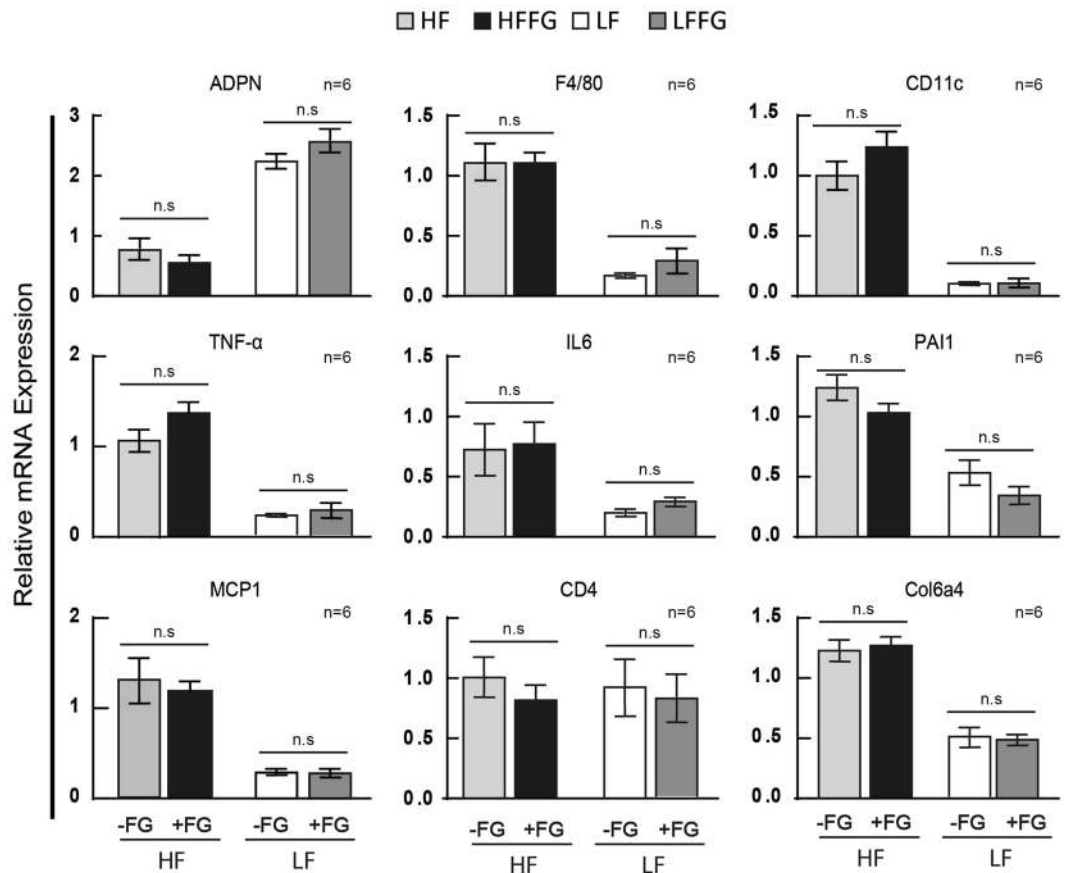 HF HFFG LF LFFG
Relative mRNA Expression
ADPN n=6
3
2
1
0
n.s
n.s
F4/80 n=6
1.5
1.0
0.5
0.0
n.s
n.s
CD11c n=6
1.5
1.0
0.5
0.0
n.s
n.s
TNF-α n=6
2
1
0
n.s
n.s
IL6 n=6
1.5
1.0
0.5
0.0
n.s
n.s
PAI1 n=6
1.5
1.0
0.5
0.0
n.s
n.s
MCP1 n=6
2
1
0
n.s
n.s
-FG +FG -FG +FG
HF LF
CD4 n=6
1.5
1.0
0.5
0.0
n.s
n.s
-FG +FG -FG +FG
HF LF
Col6a4 n=6
1.5
1.0
0.5
0.0
n.s
n.s
-FG +FG -FG +FG
HF LF